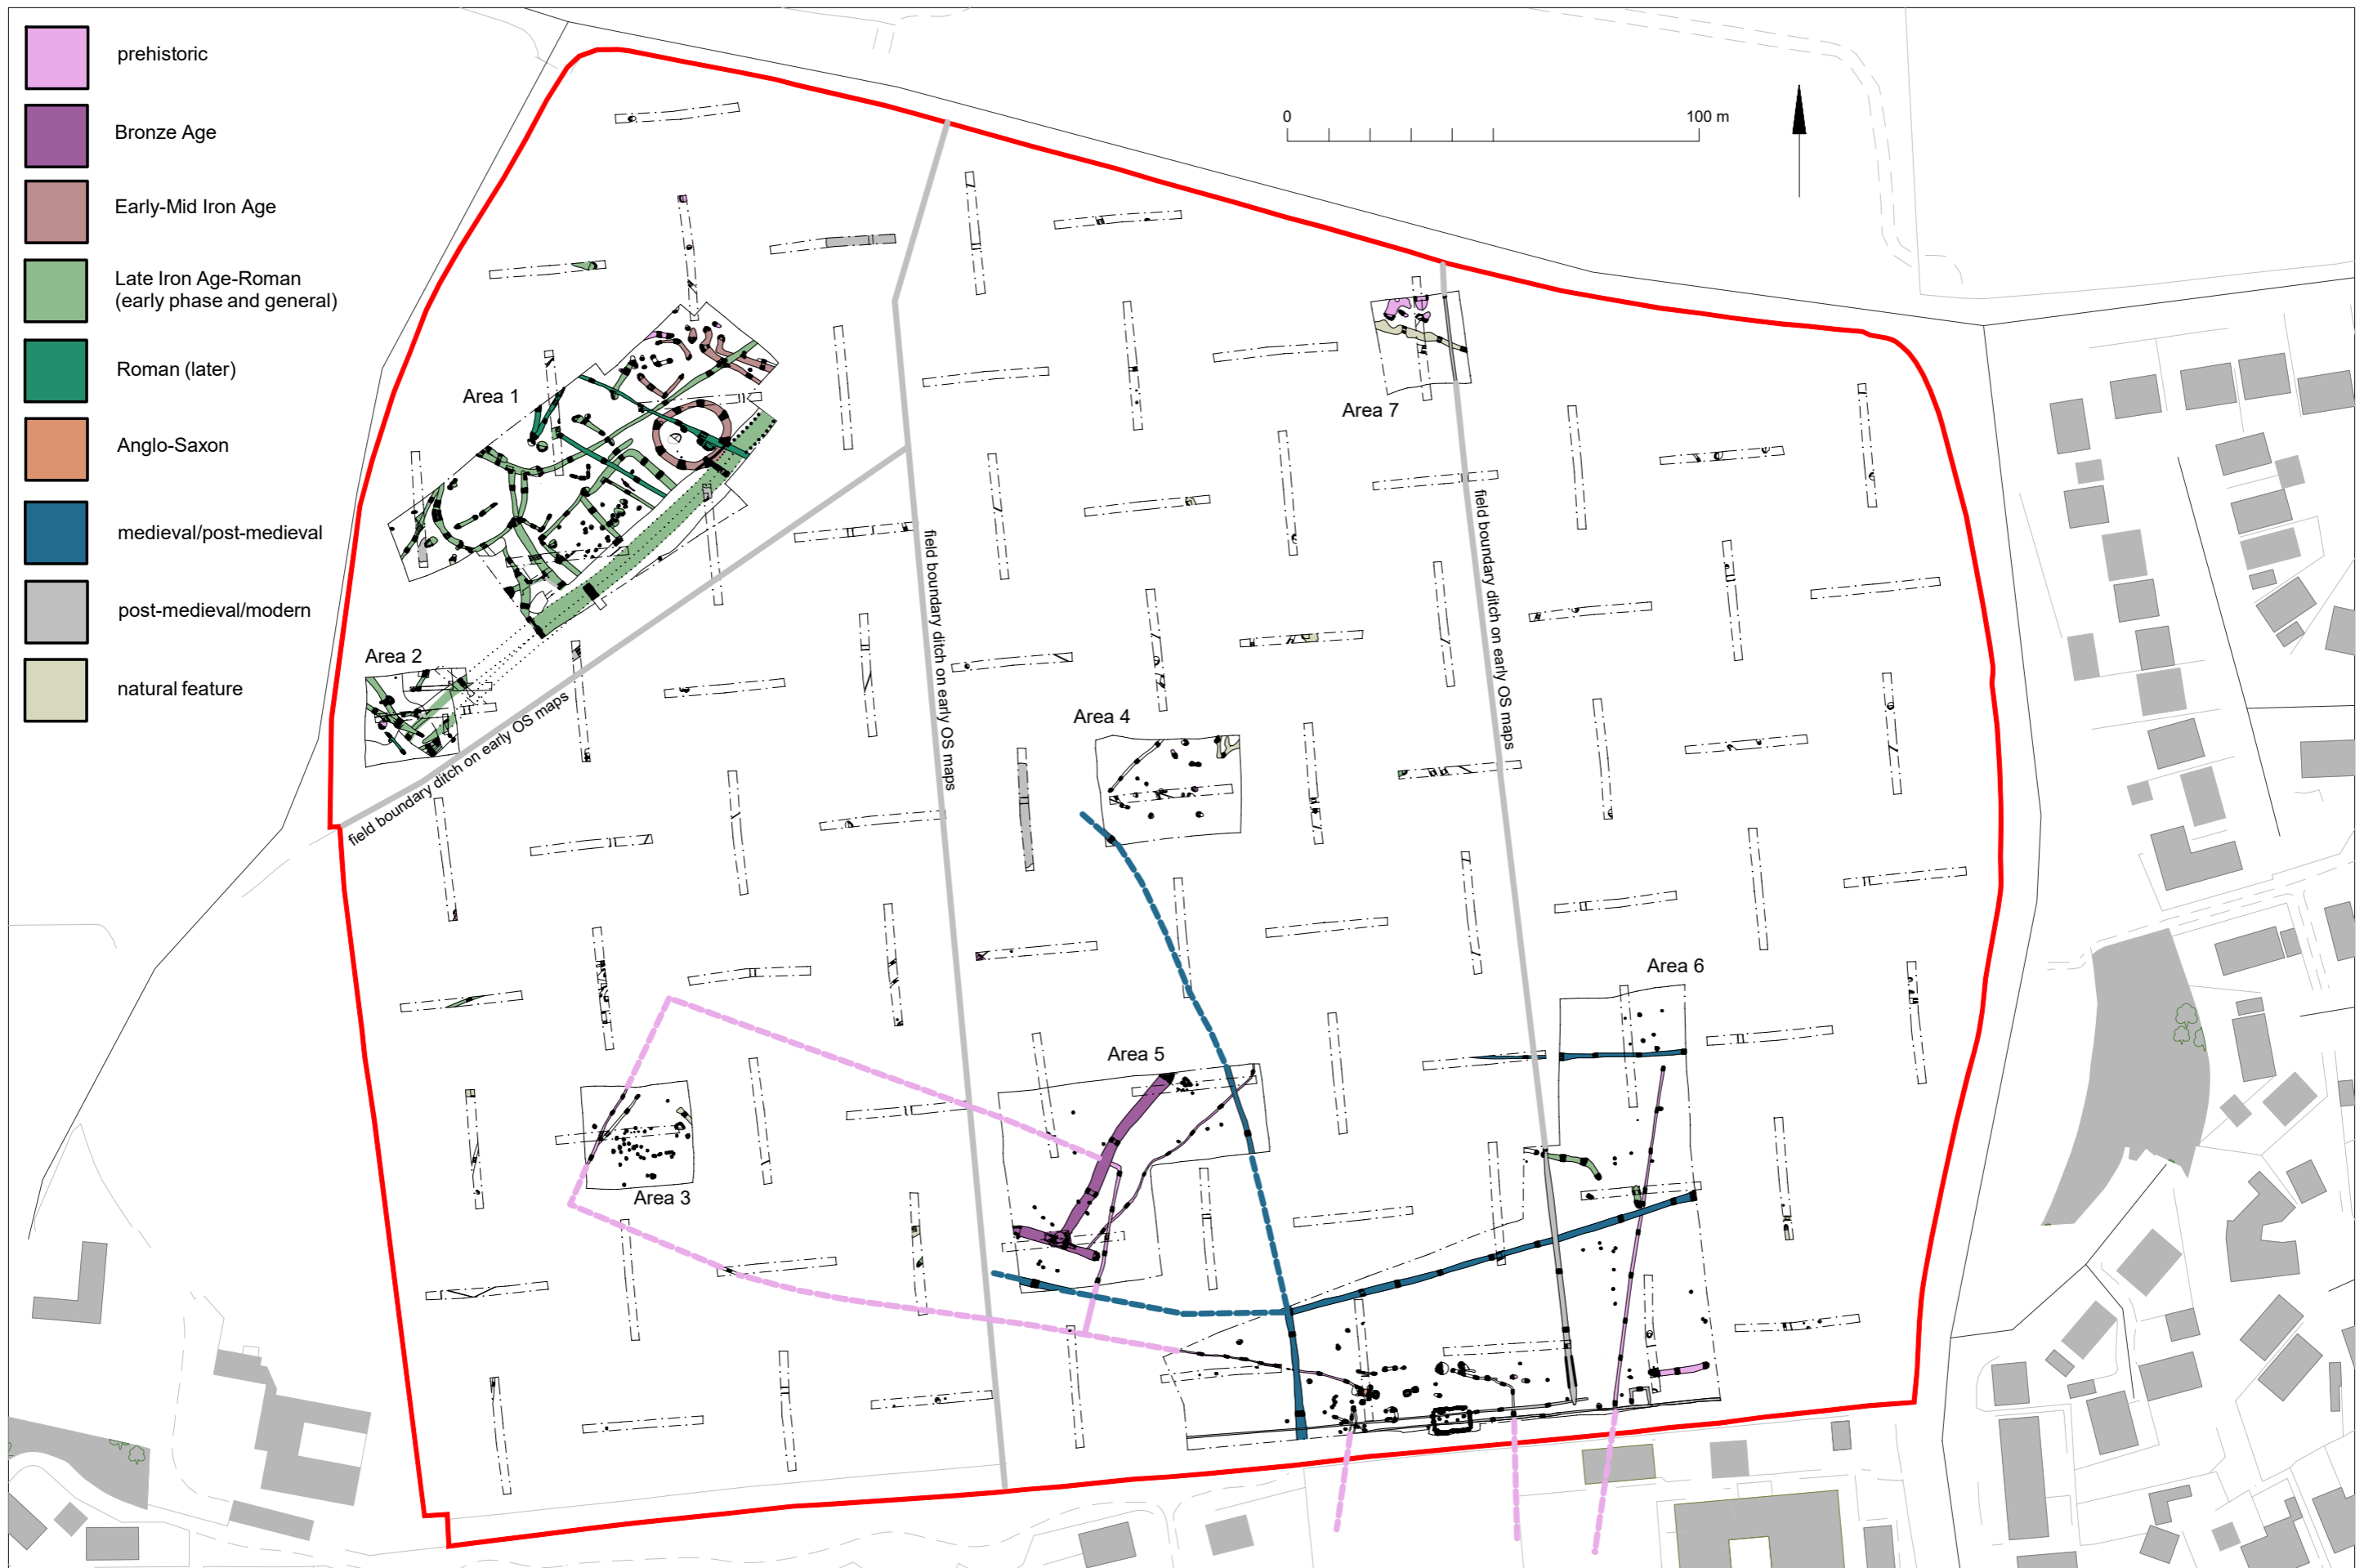 prehistoric
Bronze Age
Early-Mid Iron Age
Late Iron Age-Roman
(early phase and general)
Roman (later)
Anglo-Saxon
medieval/post-medieval
post-medieval/modern
natural feature
0
100 m
Area 1
Area 7
field boundary ditch on early OS maps
field boundary ditch on early OS maps
Area 2
field boundary ditch on early OS maps
Area 4
Area 6
Area 5
Area 3